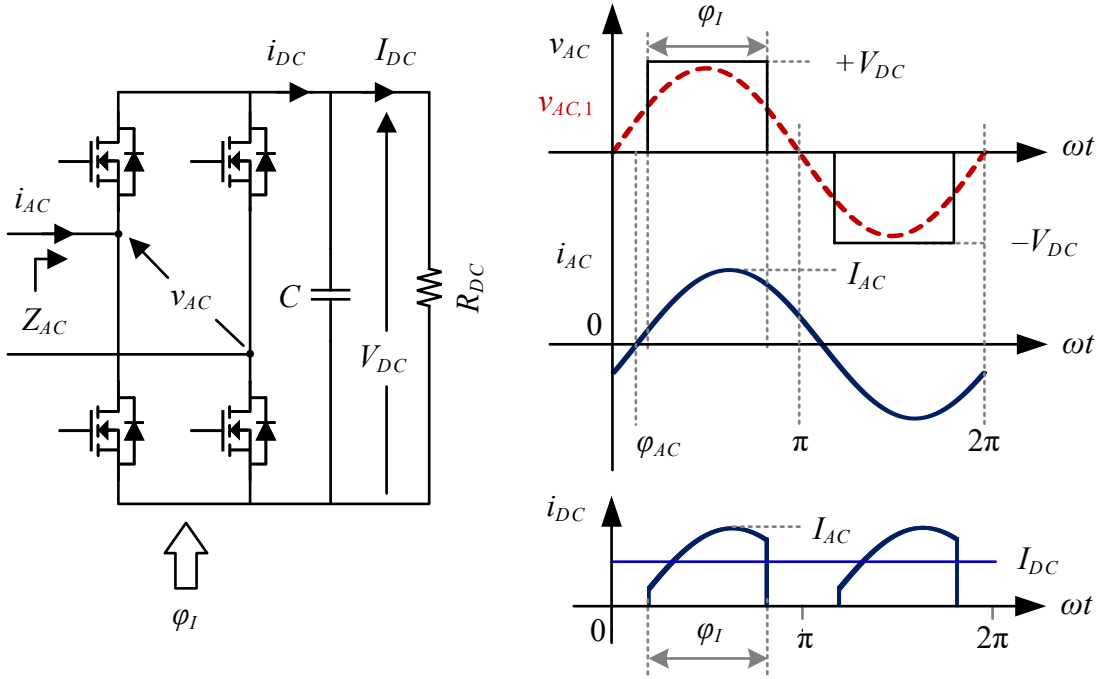 i_DC
I_DC
i_AC
Z_AC
v_AC
C
V_DC
R_DC
φ_I
φ_I
v_AC
+V_DC
v_AC,1
ωt
−V_DC
i_AC
I_AC
0
ωt
φ_AC
π
2π
i_DC
I_AC
I_DC
ωt
0
φ_I
π
2π